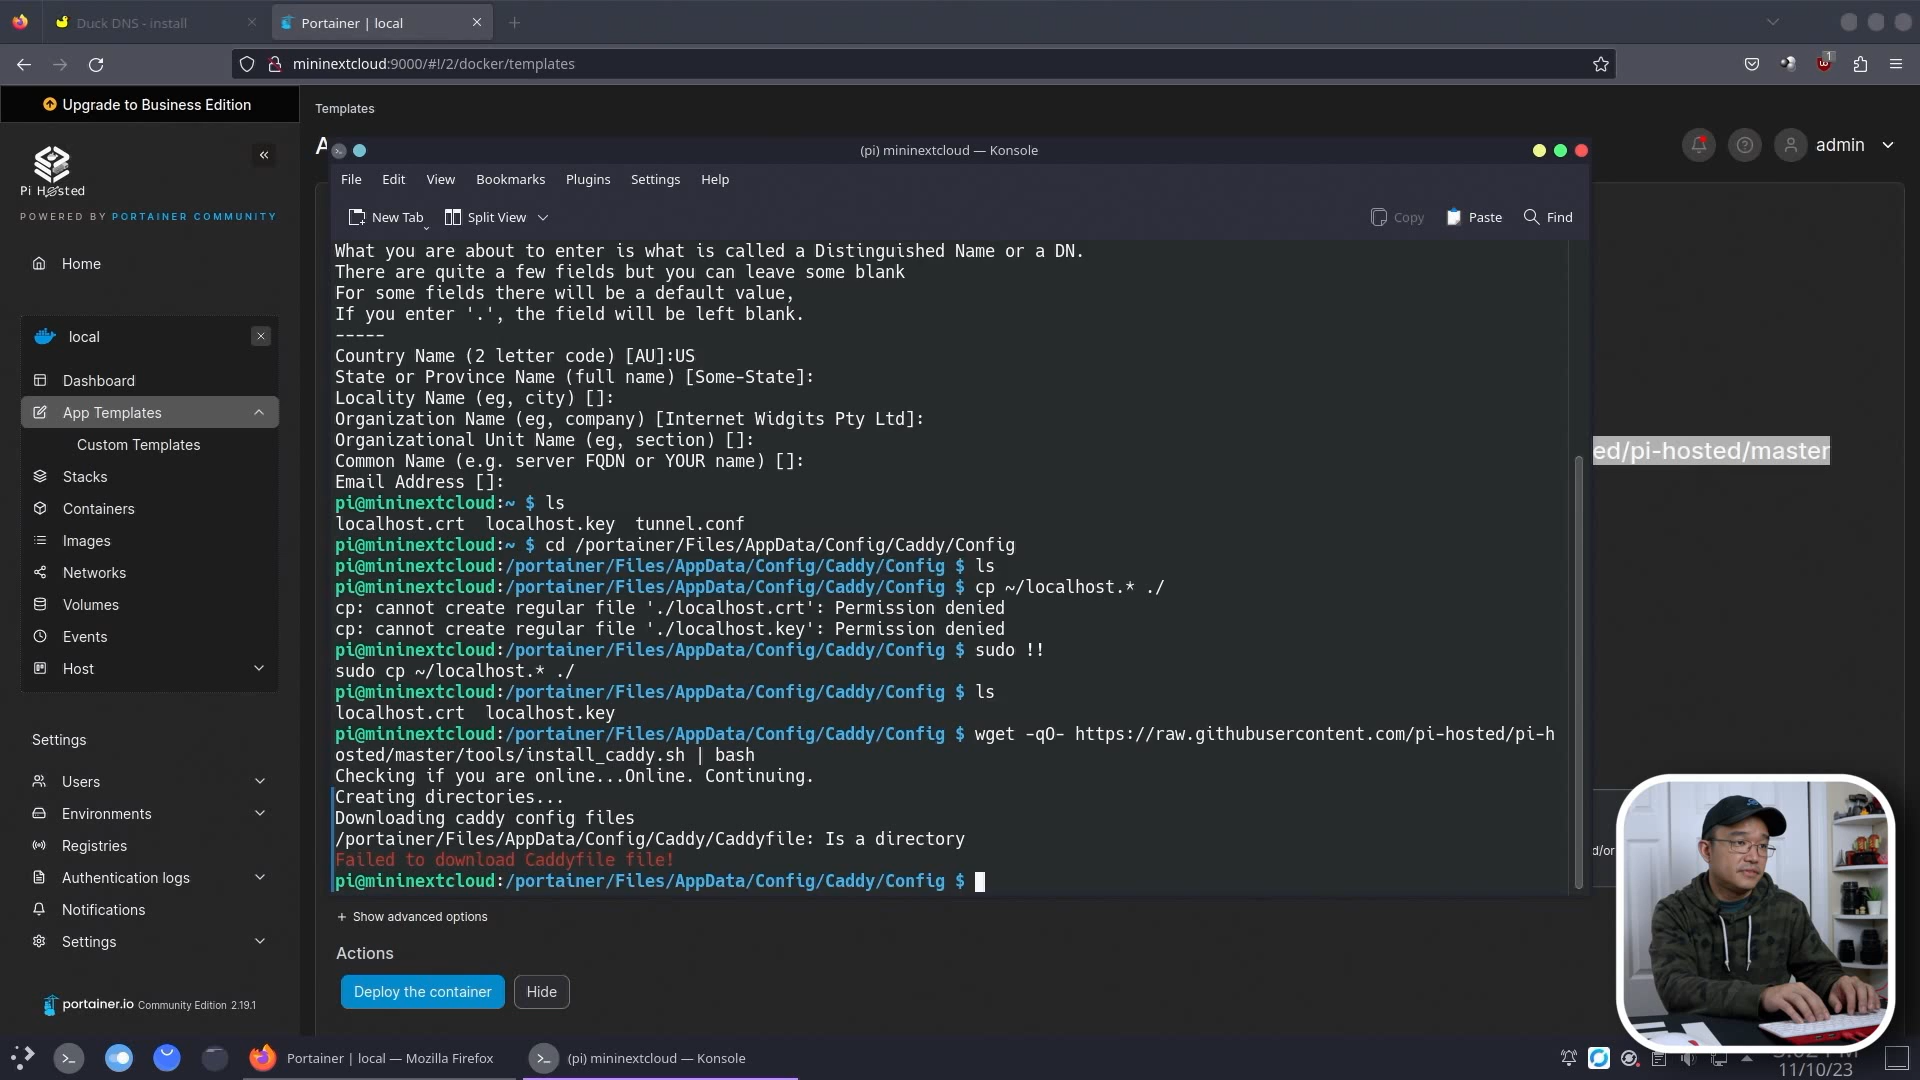 Duck DNS - install
Portainer | local
mininextcloud:9000/#!/2/docker/templates
1
Upgrade to Business Edition
Templates
Pi Hosted
POWERED BY PORTAINER COMMUNITY
admin
(pi) mininextcloud — Konsole
File Edit View Bookmarks Plugins Settings Help
New Tab Split View Copy Paste Find
Home
local
Dashboard
App Templates
Custom Templates
Stacks
Containers
Images
Networks
Volumes
Events
Host
Settings
Users
Environments
Registries
Authentication logs
Notifications
Settings
portainer.io Community Edition 2.19.1
What you are about to enter is what is called a Distinguished Name or a DN.
There are quite a few fields but you can leave some blank
For some fields there will be a default value,
If you enter '.', the field will be left blank.
-----
Country Name (2 letter code) [AU]:US
State or Province Name (full name) [Some-State]:
Locality Name (eg, city) []:
Organization Name (eg, company) [Internet Widgits Pty Ltd]:
Organizational Unit Name (eg, section) []:
Common Name (e.g. server FQDN or YOUR name) []:
Email Address []:
pi@mininextcloud:~ $ ls
localhost.crt  localhost.key  tunnel.conf
pi@mininextcloud:~ $ cd /portainer/Files/AppData/Config/Caddy/Config
pi@mininextcloud:/portainer/Files/AppData/Config/Caddy/Config $ ls
pi@mininextcloud:/portainer/Files/AppData/Config/Caddy/Config $ cp ~/localhost.* ./
cp: cannot create regular file './localhost.crt': Permission denied
cp: cannot create regular file './localhost.key': Permission denied
pi@mininextcloud:/portainer/Files/AppData/Config/Caddy/Config $ sudo !!
sudo cp ~/localhost.* ./
pi@mininextcloud:/portainer/Files/AppData/Config/Caddy/Config $ ls
localhost.crt  localhost.key
pi@mininextcloud:/portainer/Files/AppData/Config/Caddy/Config $ wget -qO- https://raw.githubusercontent.com/pi-hosted/pi-h
osted/master/tools/install_caddy.sh | bash
Checking if you are online...Online. Continuing.
Creating directories...
Downloading caddy config files
/portainer/Files/AppData/Config/Caddy/Caddyfile: Is a directory
Failed to download Caddyfile file!
pi@mininextcloud:/portainer/Files/AppData/Config/Caddy/Config $
ed/pi-hosted/master
d/or
+ Show advanced options
Actions
Deploy the container Hide
Portainer | local — Mozilla Firefox
(pi) mininextcloud — Konsole
11/10/23